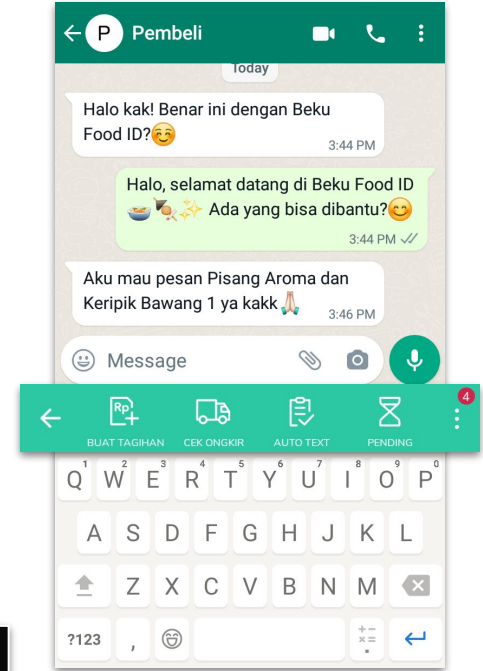 P Pembeli
Today
Halo kak! Benar ini dengan Beku
Food ID?😊
3:44 PM
Halo, selamat datang di Beku Food ID
🍲🍢✨ Ada yang bisa dibantu?😊
3:44 PM
Aku mau pesan Pisang Aroma dan
Keripik Bawang 1 ya kakk🙏🏻
3:46 PM
Message
4
Rp
BUAT TAGIHAN CEK ONGKIR AUTO TEXT PENDING
1 2 3 4 5 6 7 8 9 0
Q W E R T Y U I O P
A S D F G H J K L
Z X C V B N M
?123 , + - × = .